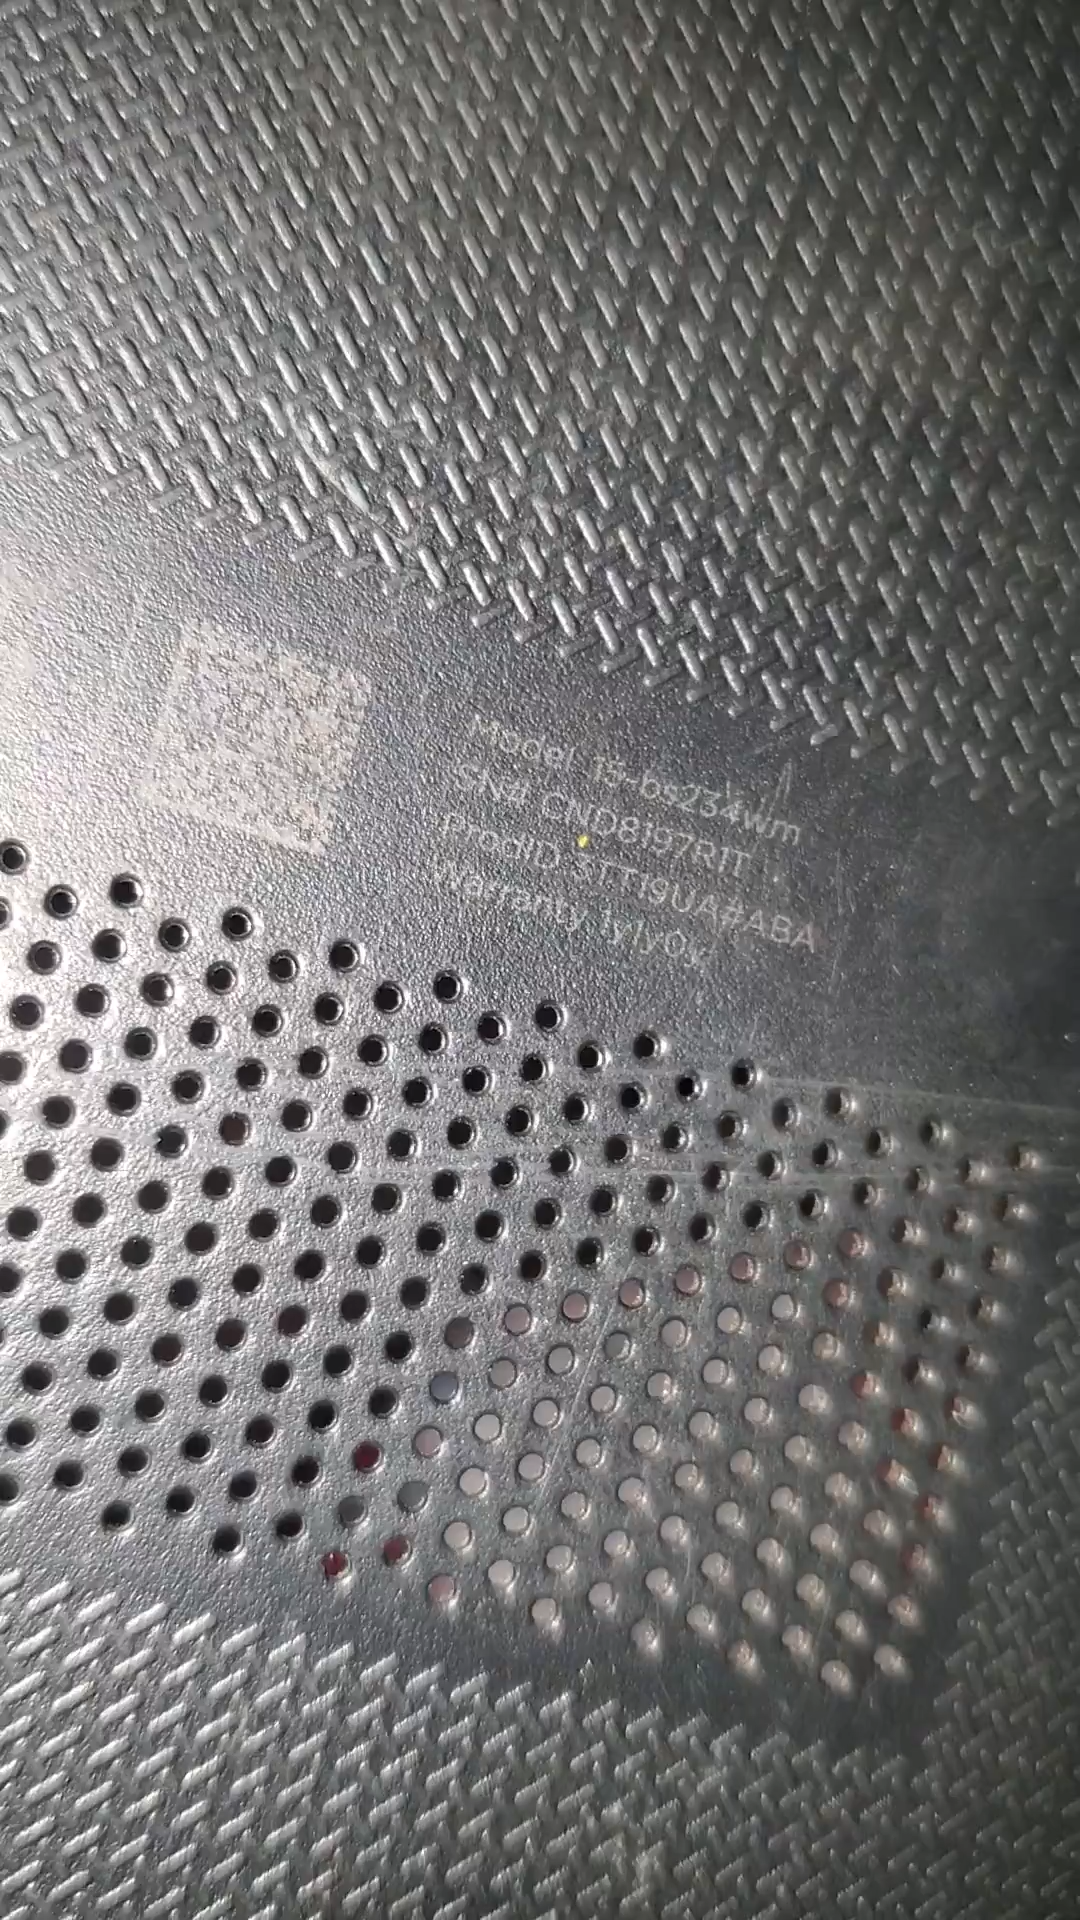 Model 15-bs234wm
SN# CND8197R1T
ProdID 3TT19UA#ABA
Warranty 1y1y0y